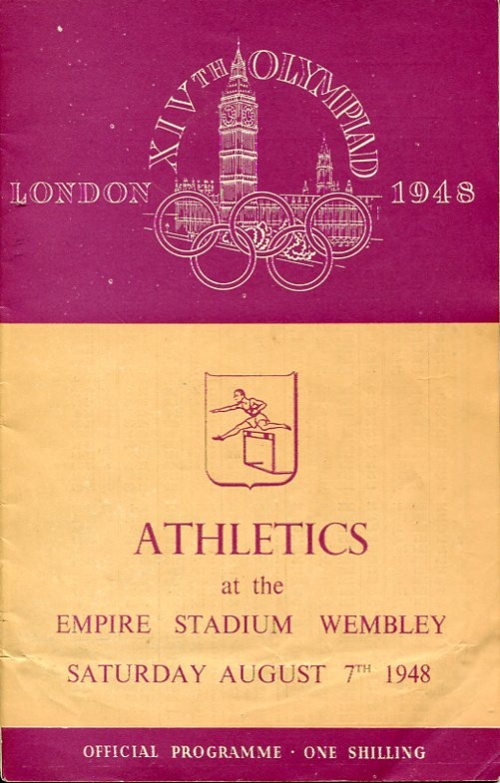 XIVTH OLYMPIAD
LONDON 1948
ATHLETICS
at the
EMPIRE STADIUM WEMBLEY
SATURDAY AUGUST 7TH 1948
OFFICIAL PROGRAMME · ONE SHILLING